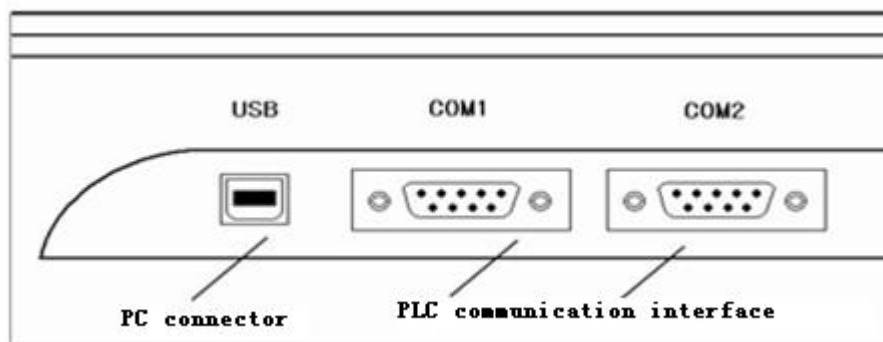 USB COM1 COM2
PC connector PLC communication interface